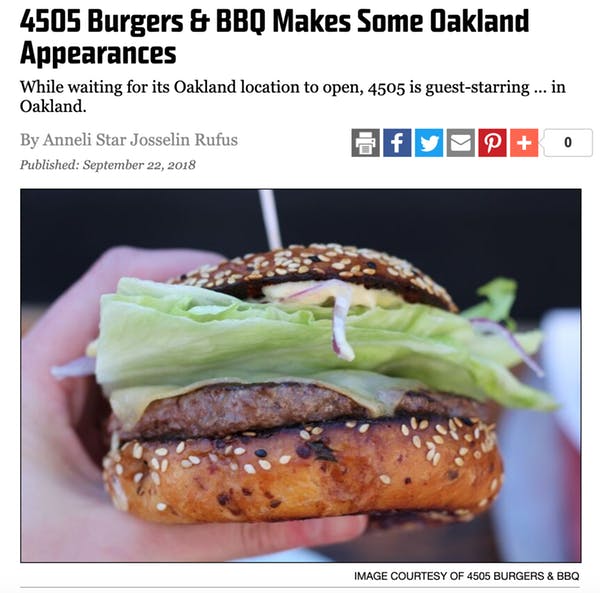 4505 Burgers & BBQ Makes Some Oakland
Appearances
While waiting for its Oakland location to open, 4505 is guest-starring ... in
Oakland.
By Anneli Star Josselin Rufus
0
Published: September 22, 2018
IMAGE COURTESY OF 4505 BURGERS & BBQ